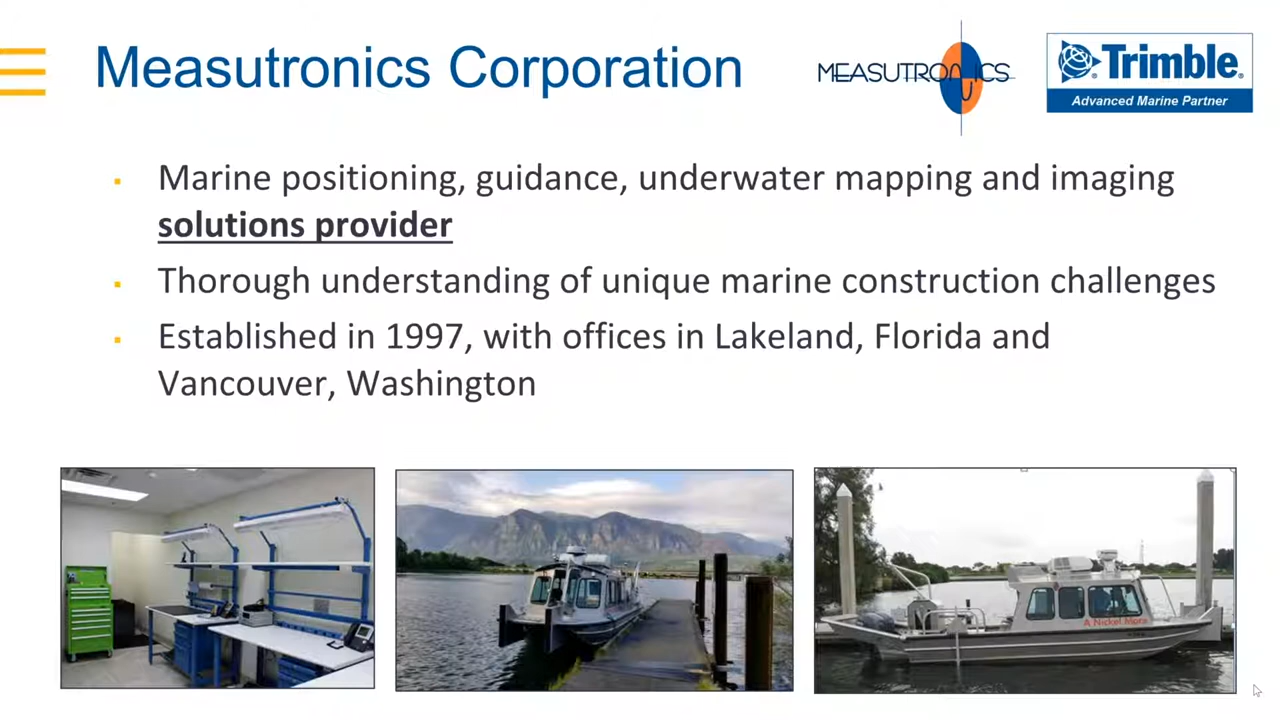 Measutronics Corporation
MEASUTRONICS
Trimble
Advanced Marine Partner
Marine positioning, guidance, underwater mapping and imaging
solutions provider
Thorough understanding of unique marine construction challenges
Established in 1997, with offices in Lakeland, Florida and
Vancouver, Washington
A Nickel More